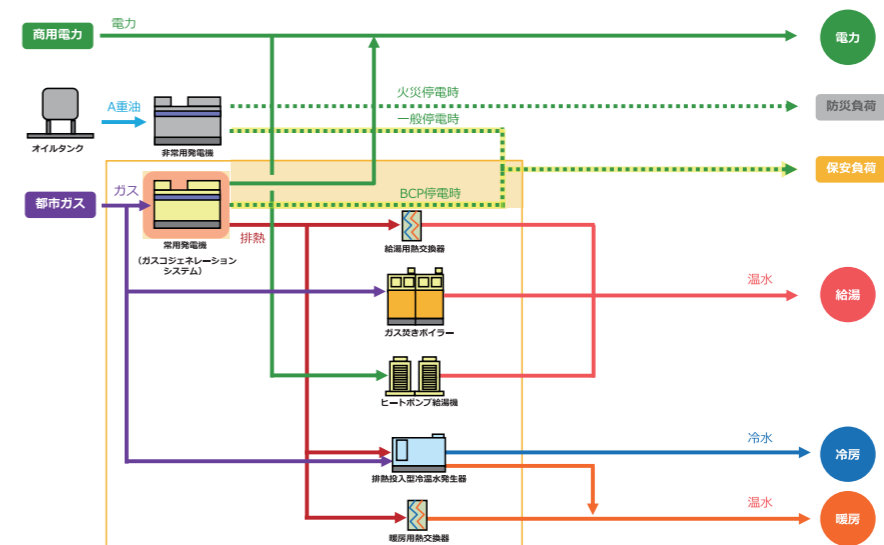 商用電力
電力
電力
火災停電時
A重油
防災負荷
一般停電時
オイルタンク
非常用発電機
保安負荷
ガス
BCP停電時
都市ガス
排熱
常用発電機
（ガスコジェネレーション
システム）
給湯用熱交換器
温水
給湯
ガス焚きボイラー
ヒートポンプ給湯機
冷水
冷房
排熱投入型冷温水発生器
温水
暖房
暖房用熱交換器